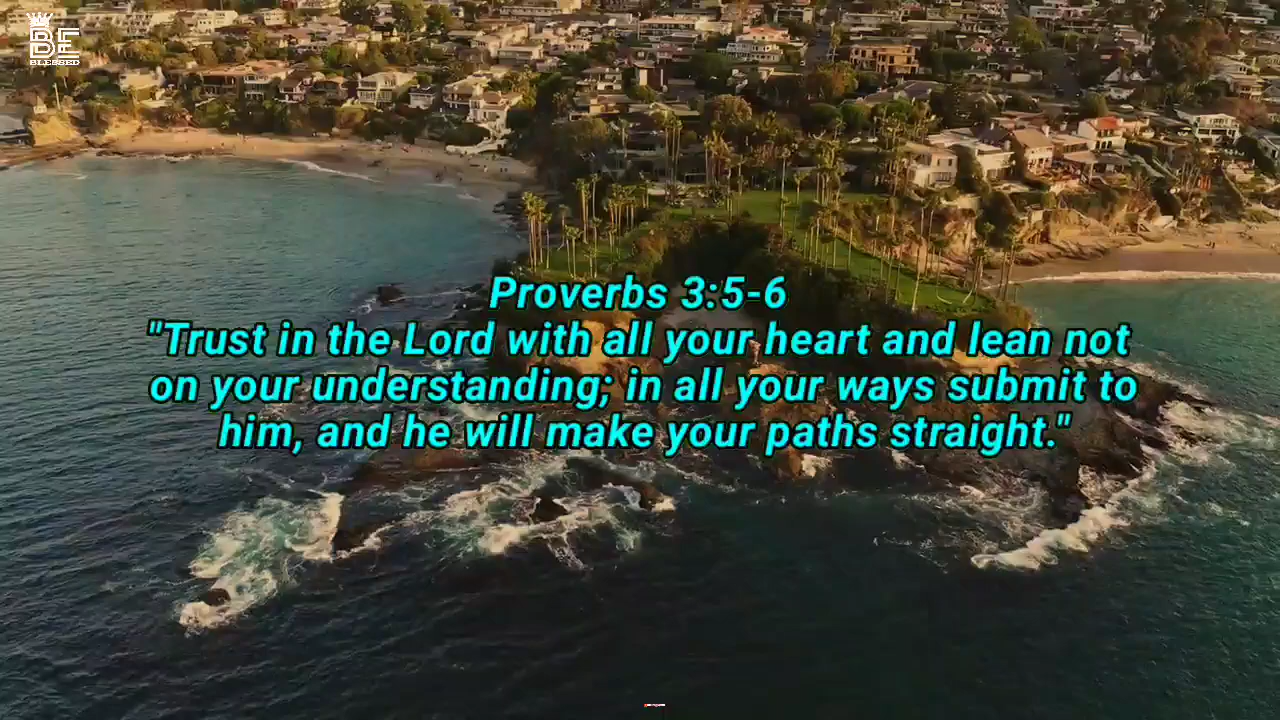 BE
BLESSED
Proverbs 3:5-6
"Trust in the Lord with all your heart and lean not
on your understanding; in all your ways submit to
him, and he will make your paths straight."